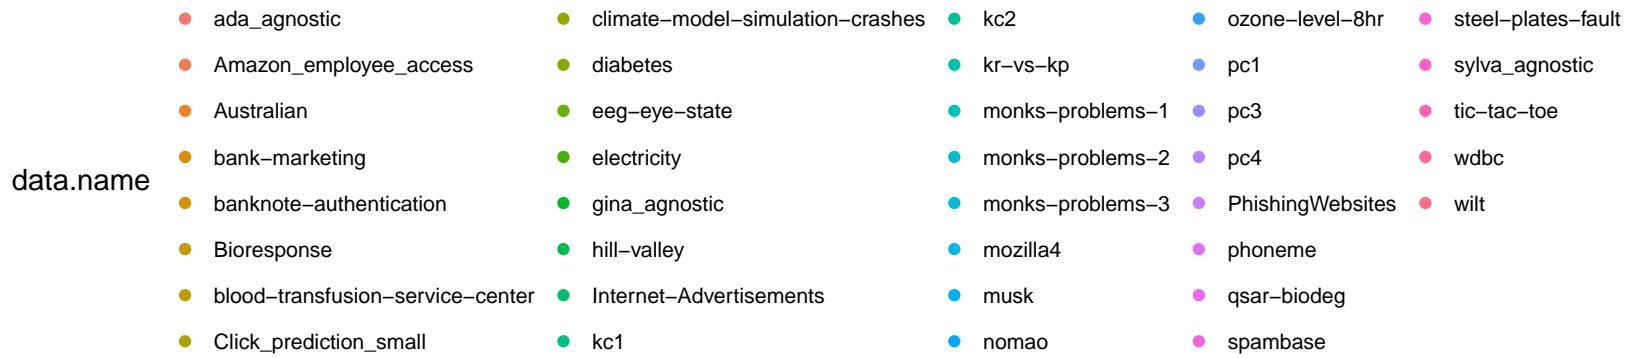 data.name
ada_agnostic
Amazon_employee_access
Australian
bank−marketing
banknote−authentication
Bioresponse
blood−transfusion−service−center
Click_prediction_small
climate−model−simulation−crashes
diabetes
eeg−eye−state
electricity
gina_agnostic
hill−valley
Internet−Advertisements
kc1
kc2
kr−vs−kp
monks−problems−1
monks−problems−2
monks−problems−3
mozilla4
musk
nomao
ozone−level−8hr
pc1
pc3
pc4
PhishingWebsites
phoneme
qsar−biodeg
spambase
steel−plates−fault
sylva_agnostic
tic−tac−toe
wdbc
wilt